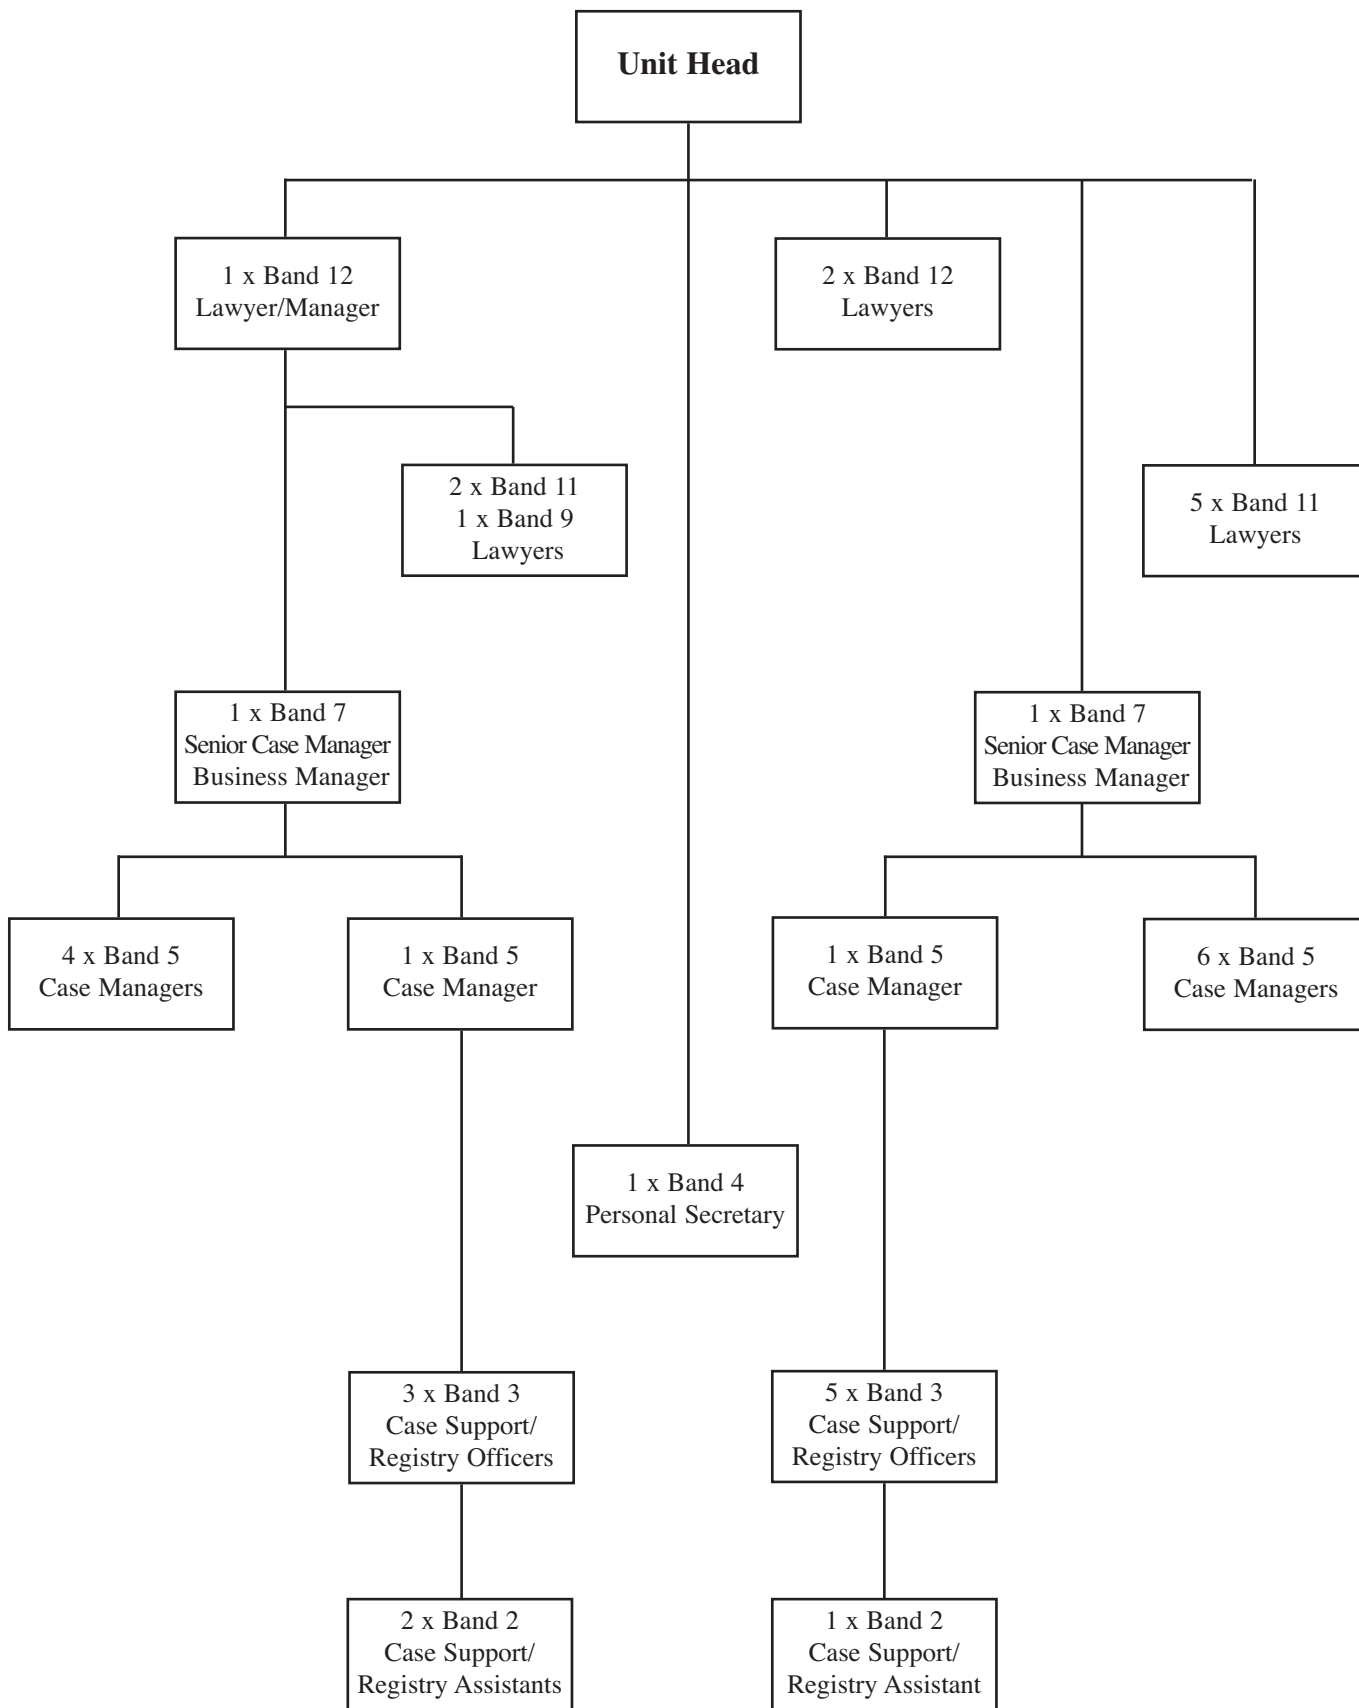 Unit Head
1 x Band 12
Lawyer/Manager
2 x Band 12
Lawyers
2 x Band 11
1 x Band 9
Lawyers
5 x Band 11
Lawyers
1 x Band 7
Senior Case Manager
Business Manager
1 x Band 7
Senior Case Manager
Business Manager
4 x Band 5
Case Managers
1 x Band 5
Case Manager
1 x Band 5
Case Manager
6 x Band 5
Case Managers
1 x Band 4
Personal Secretary
3 x Band 3
Case Support/
Registry Officers
5 x Band 3
Case Support/
Registry Officers
2 x Band 2
Case Support/
Registry Assistants
1 x Band 2
Case Support/
Registry Assistant